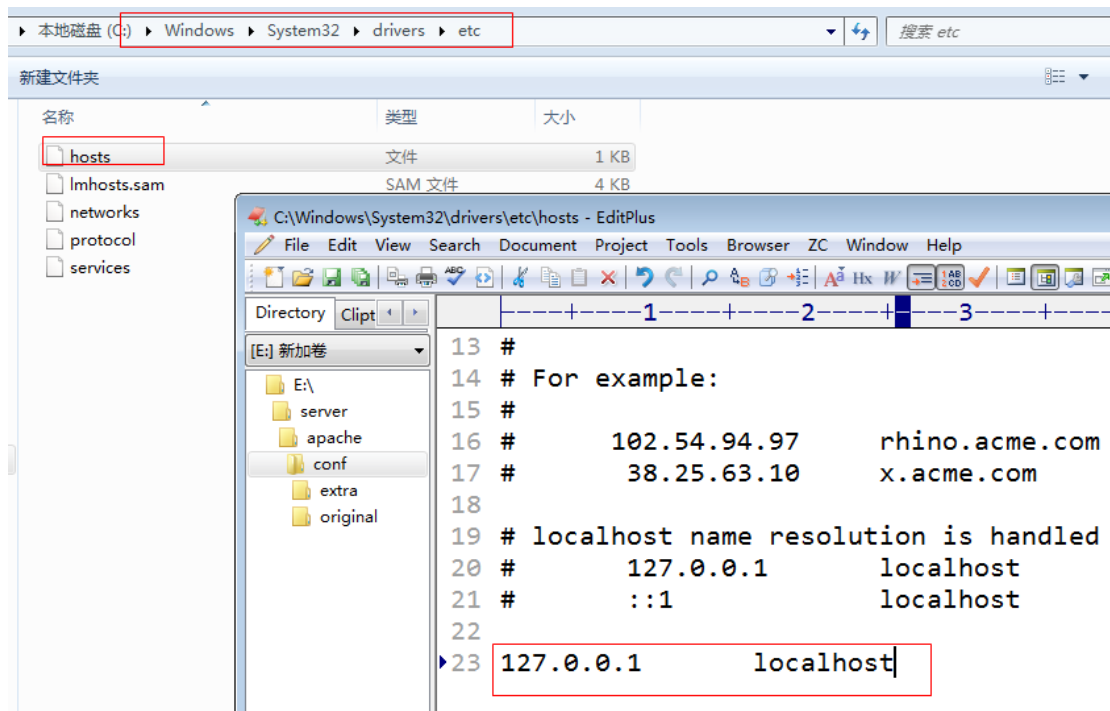 本地磁盘 (C:) ▸ Windows ▸ System32 ▸ drivers ▸ etc
搜索 etc
新建文件夹
名称 类型 大小
hosts 文件 1 KB
lmhosts.sam SAM 文件 4 KB
networks
protocol
services
C:\Windows\System32\drivers\etc\hosts - EditPlus
File Edit View Search Document Project Tools Browser ZC Window Help
Directory Clipt
----+----1----+----2----+----3----+----
[E:] 新加卷
E:\
server
apache
conf
extra
original
13 #
14 # For example:
15 #
16 # 102.54.94.97 rhino.acme.com
17 # 38.25.63.10 x.acme.com
18
19 # localhost name resolution is handled
20 # 127.0.0.1 localhost
21 # ::1 localhost
22
23 127.0.0.1 localhost